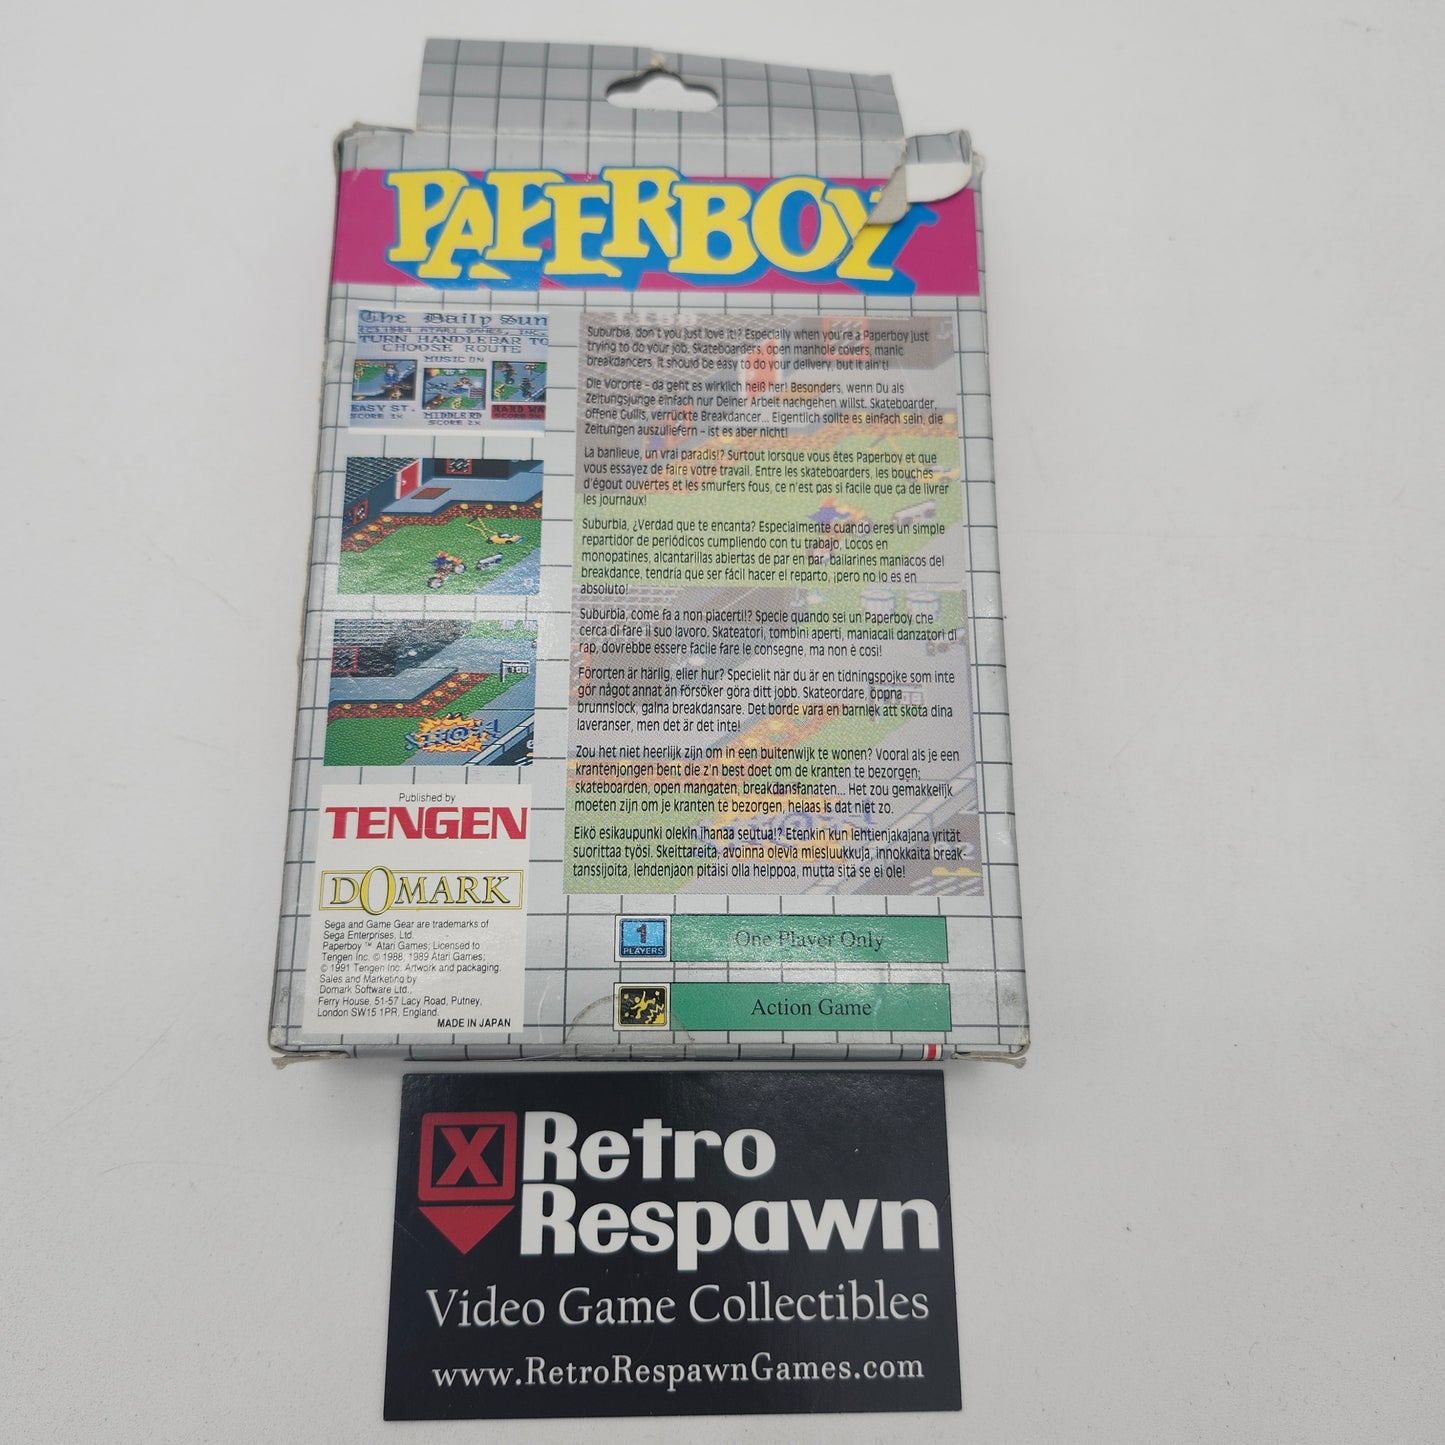 PAPERBOY
The Daily Sun
(C)1984 ATARI GAMES, INC.
TURN HANDLEBAR TO
CHOOSE ROUTE
MUSIC ON
EASY ST.
SCORE 1X
MIDDLE RD
SCORE 2X
HARD WA
Suburbia, don't you just love it!? Especially when you're a Paperboy just
trying to do your job. Skateboarders, open manhole covers, manic
breakdancers. It should be easy to do your delivery, but it ain't!
Die Vororte – da geht es wirklich heiß her! Besonders, wenn Du als
Zeitungsjunge einfach nur Deiner Arbeit nachgehen willst. Skateboarder,
offene Gullis, verrückte Breakdancer... Eigentlich sollte es einfach sein, die
Zeitungen auszuliefern – ist es aber nicht!
La banlieue, un vrai paradis!? Surtout lorsque vous êtes Paperboy et que
vous essayez de faire votre travail. Entre les skateboarders, les bouches
d'égout ouvertes et les smurfers fous, ce n'est pas si facile que ça de livrer
les journaux!
Suburbia, ¿Verdad que te encanta? Especialmente cuando eres un simple
repartidor de periódicos cumpliendo con tu trabajo. Locos en
monopatines, alcantarillas abiertas de par en par, bailarines maniacos del
breakdance, tendría que ser fácil hacer el reparto, ¡pero no lo es en
absoluto!
Suburbia, come fa a non piacerti!? Specie quando sei un Paperboy che
cerca di fare il suo lavoro. Skateatori, tombini aperti, maniacali danzatori di
rap, dovrebbe essere facile fare le consegne, ma non è così!
Förorten är härlig, eller hur? Specielit när du är en tidningspojke som inte
gör något annat än försöker göra ditt jobb. Skateordare, öppna
brunnslock, galna breakdansare. Det borde vara en barnlek att sköta dina
laveranser, men det är det inte!
Zou het niet heerlijk zijn om in een buitenwijk te wonen? Vooral als je een
krantenjongen bent die z'n best doet om de kranten te bezorgen;
skateboarden, open mangaten, breakdansfanaten... Het zou gemakkelijk
moeten zijn om je kranten te bezorgen, helaas is dat niet zo.
Eikö esikaupunki olekin ihanaa seutua!? Etenkin kun lehtienjakajana yrität
suorittaa työsi. Skeittareita, avoinna olevia miesluukkuja, innokkaita break-
tanssijoita, lehdenjaon pitäisi olla helppoa, mutta sitä se ei ole!
Published by
TENGEN
DOMARK
Sega and Game Gear are trademarks of
Sega Enterprises, Ltd.
Paperboy ™ Atari Games; Licensed to
Tengen Inc. © 1988, 1989 Atari Games;
© 1991 Tengen Inc. Artwork and packaging.
Sales and Marketing by
Domark Software Ltd.,
Ferry House, 51-57 Lacy Road, Putney,
London SW15 1PR, England.
MADE IN JAPAN
1
PLAYERS
One Player Only
Action Game
X
Retro
Respawn
Video Game Collectibles
www.RetroRespawnGames.com